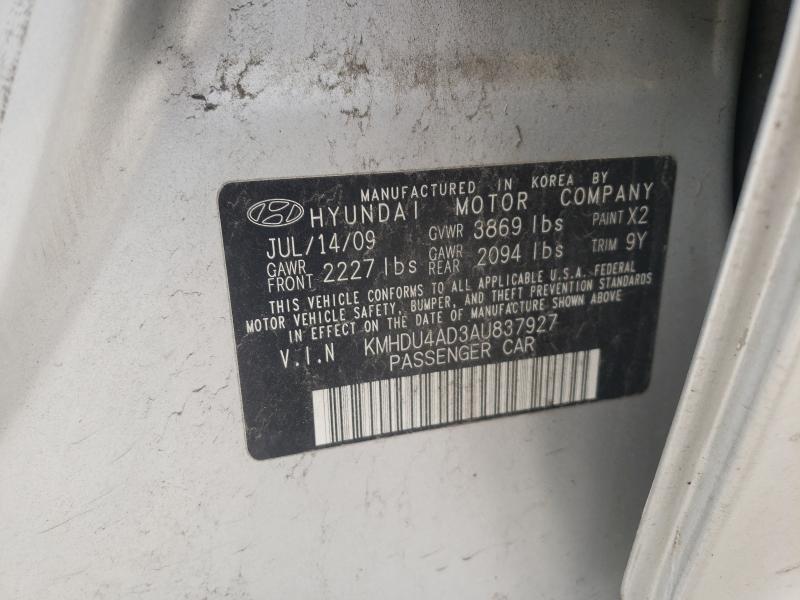 MANUFACTURED IN KOREA BY
HYUNDAI MOTOR COMPANY
JUL/14/09 GVWR 3869 lbs PAINT X2
GAWR FRONT 2227 lbs GAWR REAR 2094 lbs TRIM 9Y
THIS VEHICLE CONFORMS TO ALL APPLICABLE U.S.A. FEDERAL
MOTOR VEHICLE SAFETY, BUMPER, AND THEFT PREVENTION STANDARDS
IN EFFECT ON THE DATE OF MANUFACTURE SHOWN ABOVE
V.I.N KMHDU4AD3AU837927
PASSENGER CAR